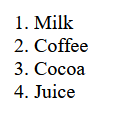 1. Milk
2. Coffee
3. Cocoa
4. Juice